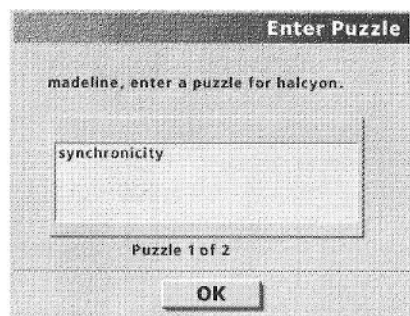 Enter Puzzle
madeline, enter a puzzle for halcyon.
synchronicity
Puzzle 1 of 2
OK